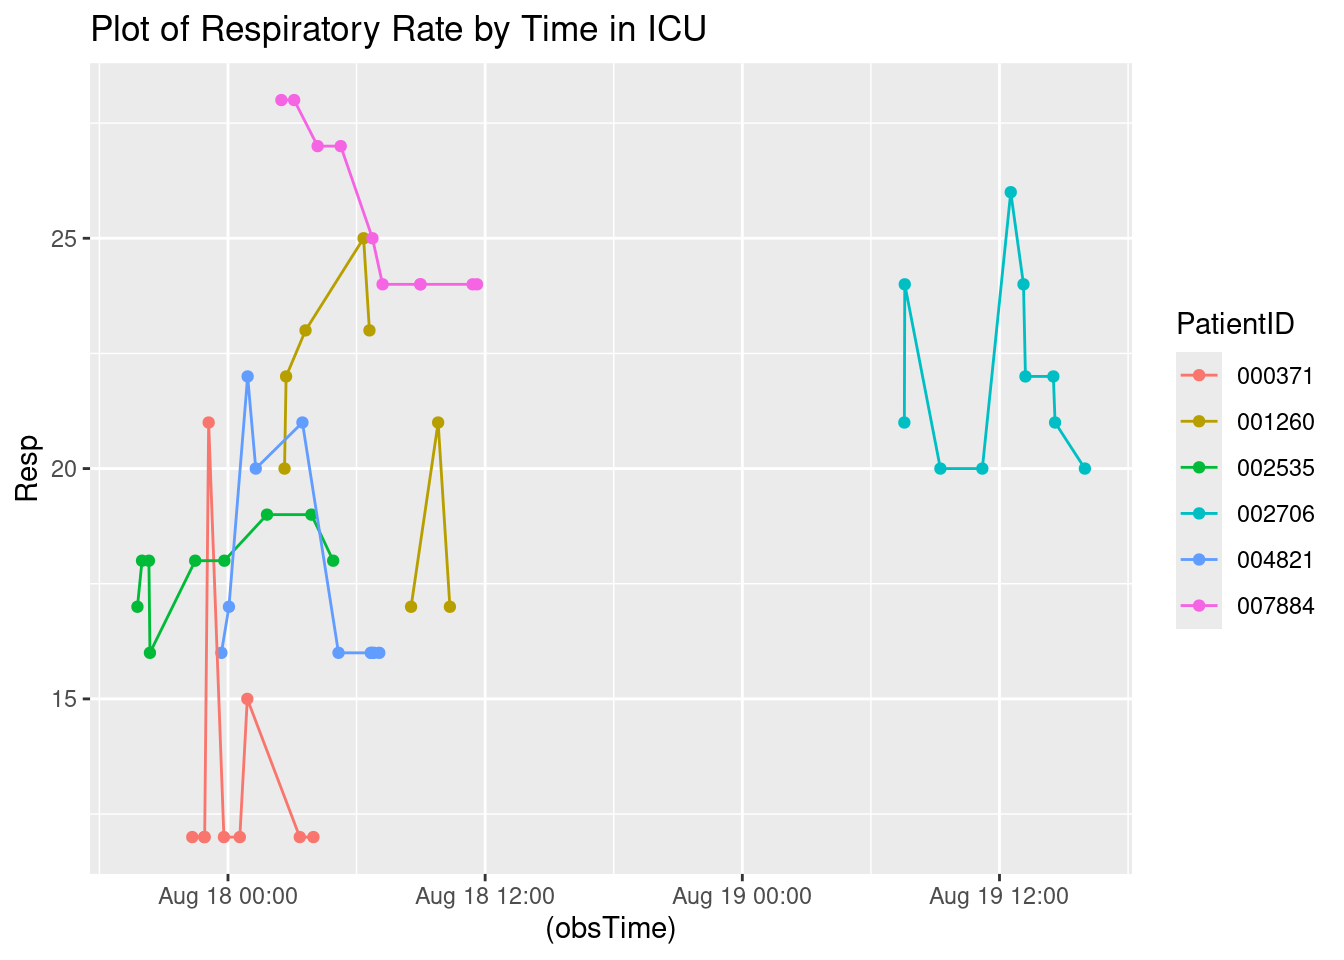 Plot of Respiratory Rate by Time in ICU
Resp
25
20
15
Aug 18 00:00
Aug 18 12:00
Aug 19 00:00
Aug 19 12:00
(obsTime)
PatientID
000371
001260
002535
002706
004821
007884